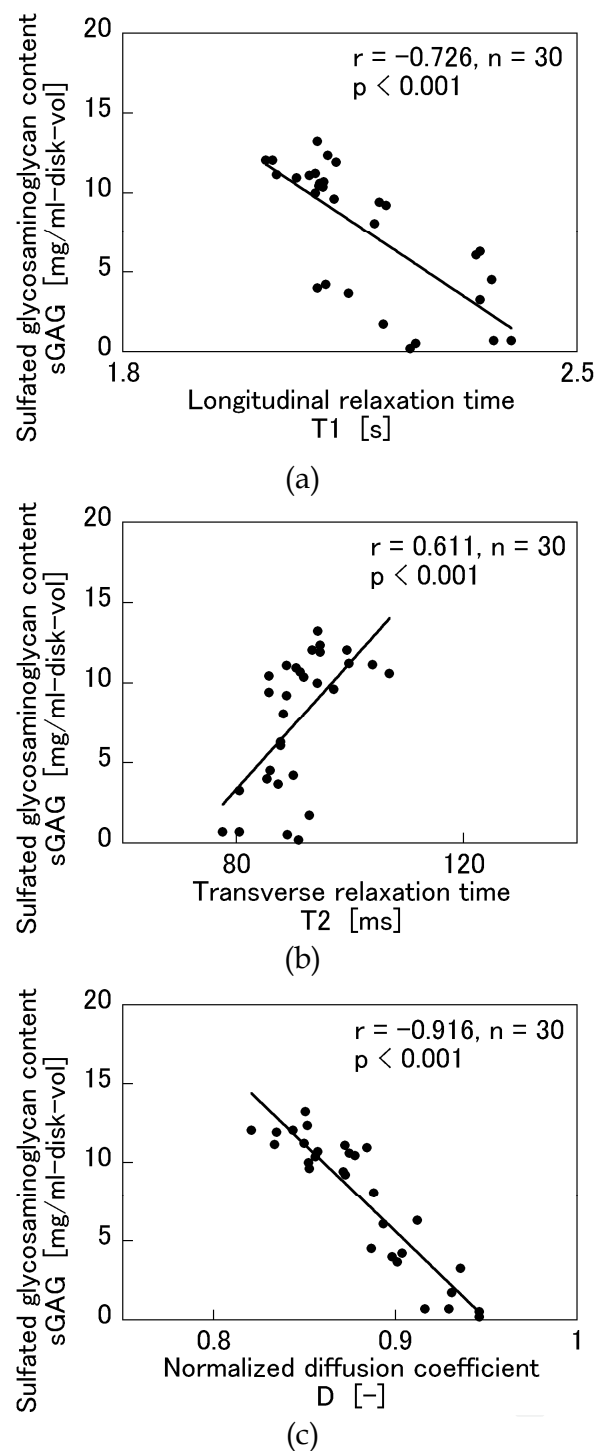 20
r = −0.726, n = 30
p < 0.001
15
10
5
0
Sulfated glycosaminoglycan content
sGAG [mg/ml−disk−vol]
1.8
2.5
Longitudinal relaxation time
T1 [s]
(a)
20
r = 0.611, n = 30
p < 0.001
15
10
5
0
Sulfated glycosaminoglycan content
sGAG [mg/ml−disk−vol]
80
120
Transverse relaxation time
T2 [ms]
(b)
20
r = −0.916, n = 30
p < 0.001
15
10
5
0
Sulfated glycosaminoglycan content
sGAG [mg/ml−disk−vol]
0.8
0.9
1
Normalized diffusion coefficient
D [−]
(c)